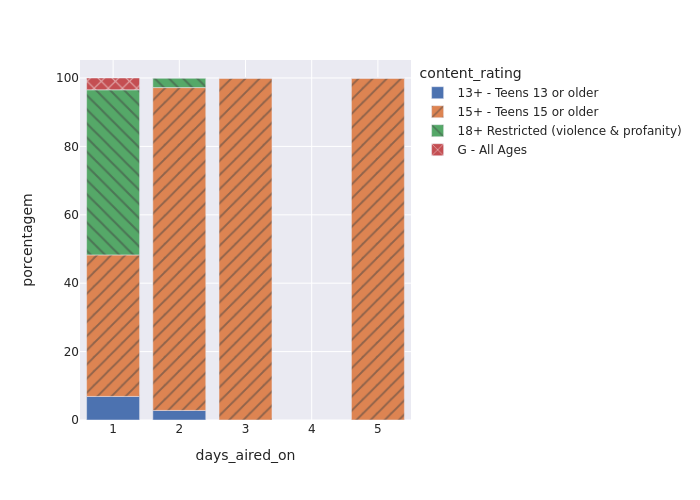 content_rating
13+ - Teens 13 or older
15+ - Teens 15 or older
18+ Restricted (violence & profanity)
G - All Ages
porcentagem
100
80
60
40
20
0
1 2 3 4 5
days_aired_on